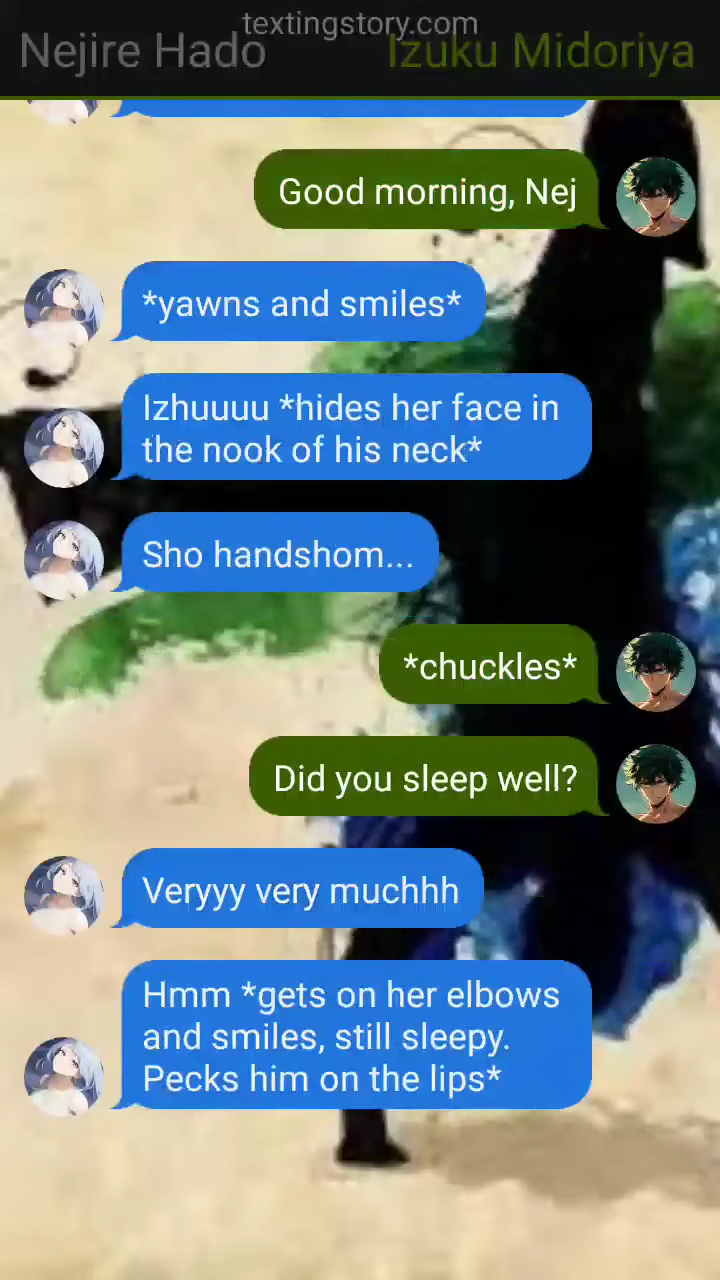 textingstory.com
Nejire Hado
Izuku Midoriya
Good morning, Nej
*yawns and smiles*
Izhuuuu *hides her face in
the nook of his neck*
Sho handshom...
*chuckles*
Did you sleep well?
Veryyy very muchhh
Hmm *gets on her elbows
and smiles, still sleepy.
Pecks him on the lips*